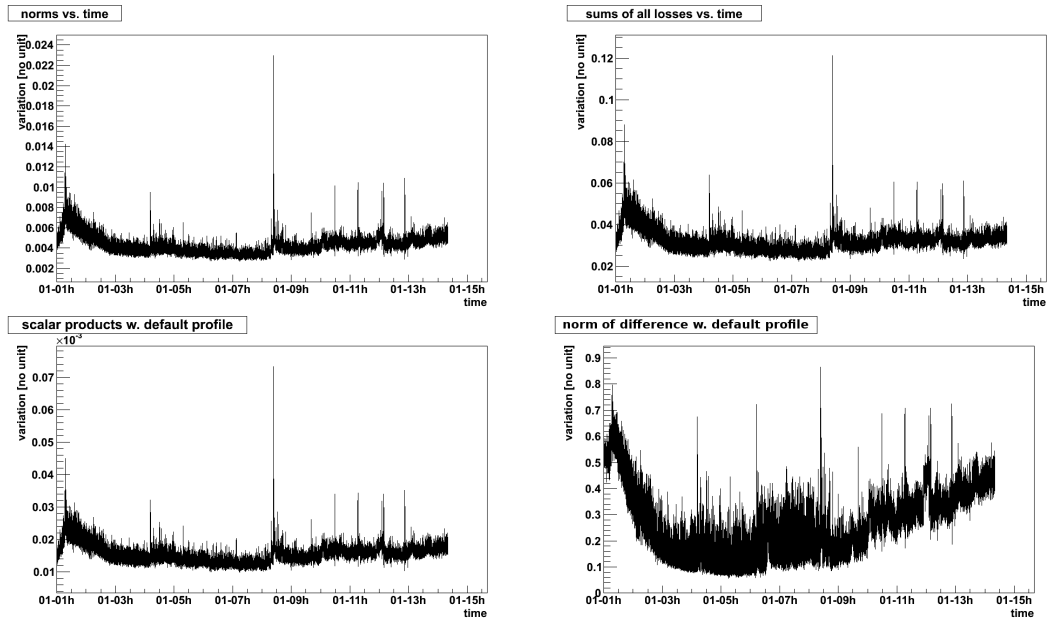 norms vs. time
variation [no unit]
0.024
0.022
0.02
0.018
0.016
0.014
0.012
0.01
0.008
0.006
0.004
0.002
01-01h 01-03h 01-05h 01-07h 01-09h 01-11h 01-13h 01-15h
time
sums of all losses vs. time
variation [no unit]
0.12
0.1
0.08
0.06
0.04
0.02
01-01h 01-03h 01-05h 01-07h 01-09h 01-11h 01-13h 01-15h
time
scalar products w. default profile
×10-3
variation [no unit]
0.07
0.06
0.05
0.04
0.03
0.02
0.01
01-01h 01-03h 01-05h 01-07h 01-09h 01-11h 01-13h 01-15h
time
norm of difference w. default profile
variation [no unit]
0.9
0.8
0.7
0.6
0.5
0.4
0.3
0.2
0.1
0
01-01h 01-03h 01-05h 01-07h 01-09h 01-11h 01-13h 01-15h
time